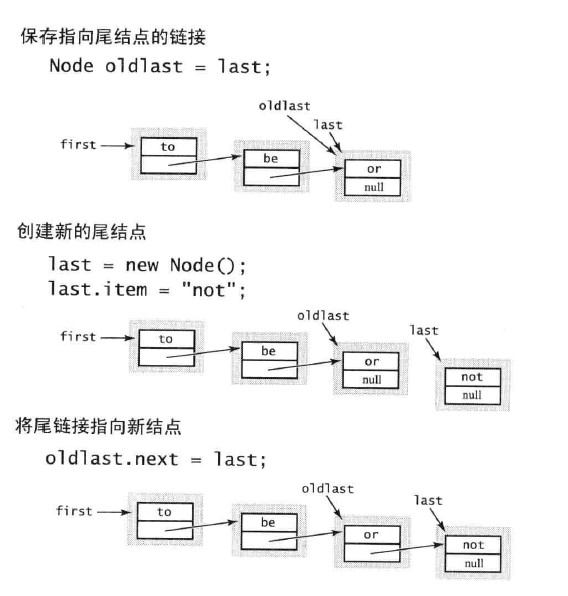 保存指向尾结点的链接
Node oldlast = last;
oldlast
last
first
to
be
or
null
创建新的尾结点
last = new Node();
last.item = "not";
oldlast
last
first
to
be
or
null
not
null
将尾链接指向新结点
oldlast.next = last;
oldlast
last
first
to
be
or
not
null